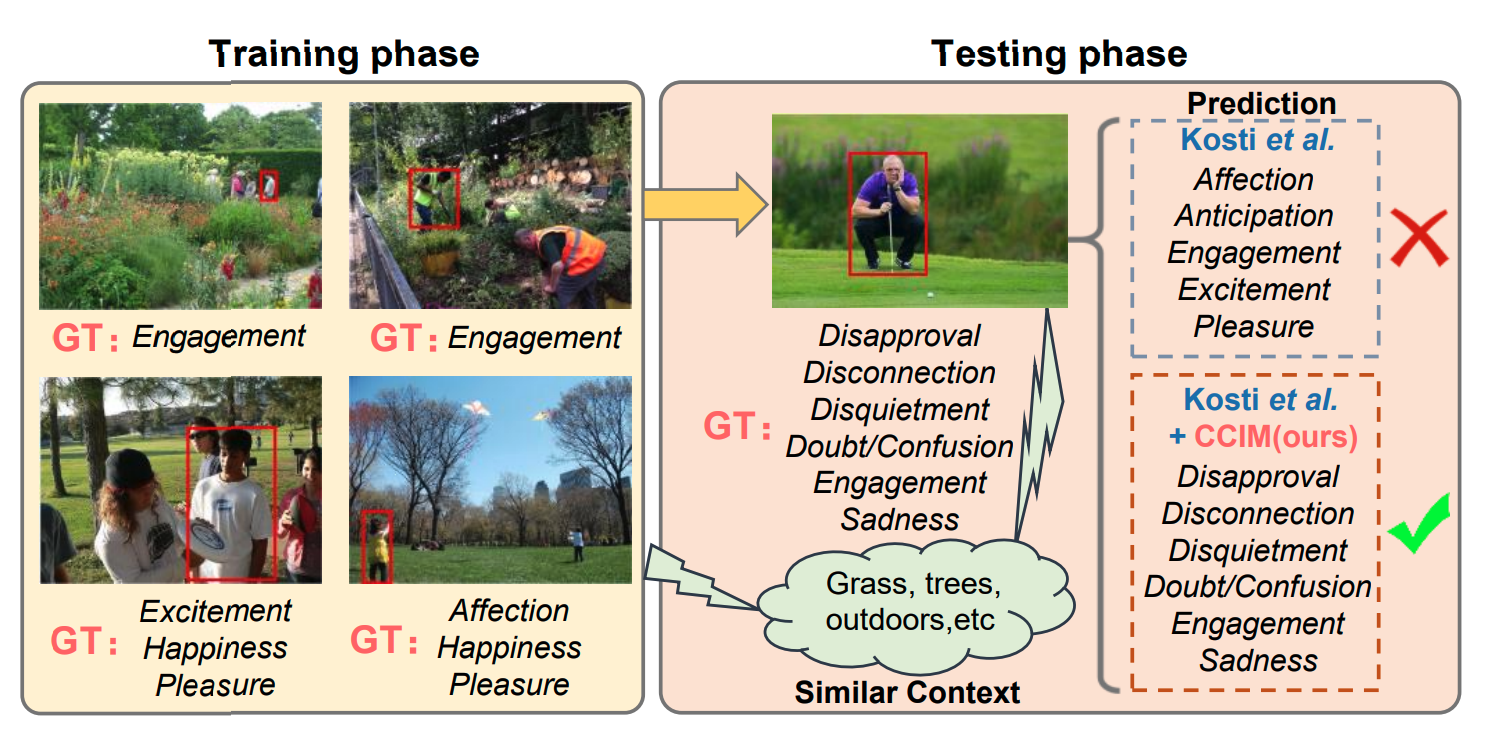 Training phase
GT: Engagement
GT: Engagement
GT: Excitement
Happiness
Pleasure
GT: Affection
Happiness
Pleasure
Testing phase
GT:
Disapproval
Disconnection
Disquietment
Doubt/Confusion
Engagement
Sadness
Grass, trees,
outdoors,etc
Similar Context
Prediction
Kosti et al.
Affection
Anticipation
Engagement
Excitement
Pleasure
Kosti et al.
+ CCIM(ours)
Disapproval
Disconnection
Disquietment
Doubt/Confusion
Engagement
Sadness